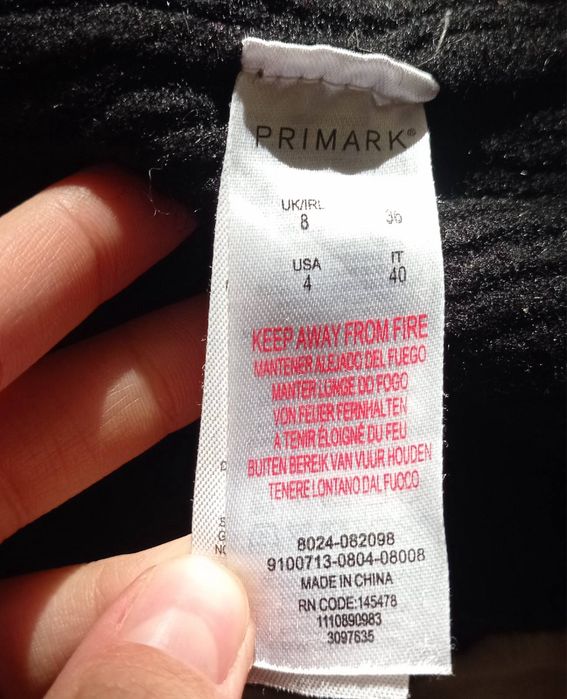 PRIMARK®
UK/IRL
8 36
USA IT
4 40
KEEP AWAY FROM FIRE
MANTENER ALEJADO DEL FUEGO
MANTER LONGE DO FOGO
VON FEUER FERNHALTEN
À TENIR ÉLOIGNÉ DU FEU
BUITEN BEREIK VAN VUUR HOUDEN
TENERE LONTANO DAL FUOCO
8024-082098
9100713-0804-08008
MADE IN CHINA
RN CODE:145478
1110890983
3097635